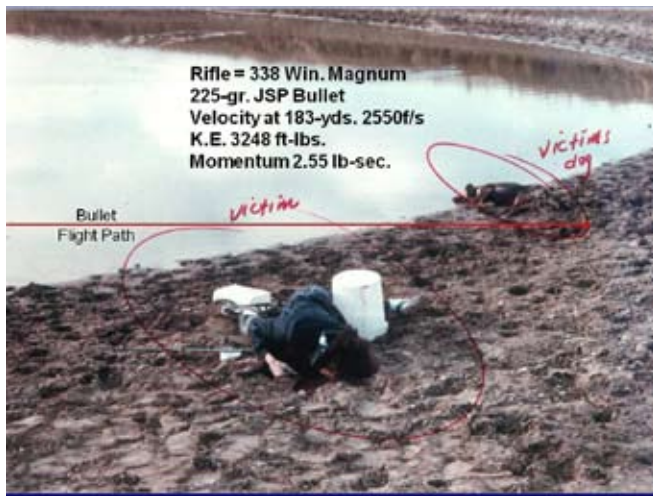 Rifle = 338 Win. Magnum
225-gr. JSP Bullet
Velocity at 183-yds. 2550f/s
K.E. 3248 ft-lbs.
Momentum 2.55 lb-sec.
victims
dog
victim
Bullet
Flight Path